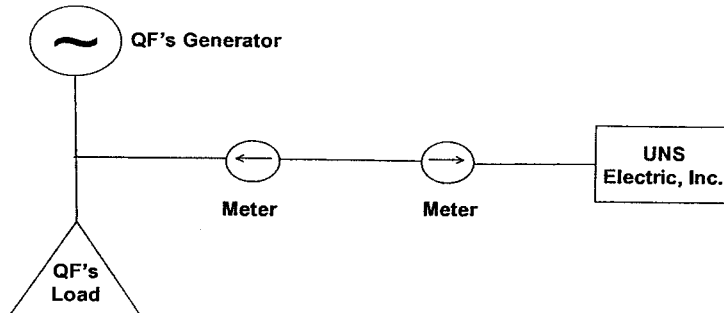 QF's Generator
UNS
Electric, Inc.
Meter
Meter
QF's
Load